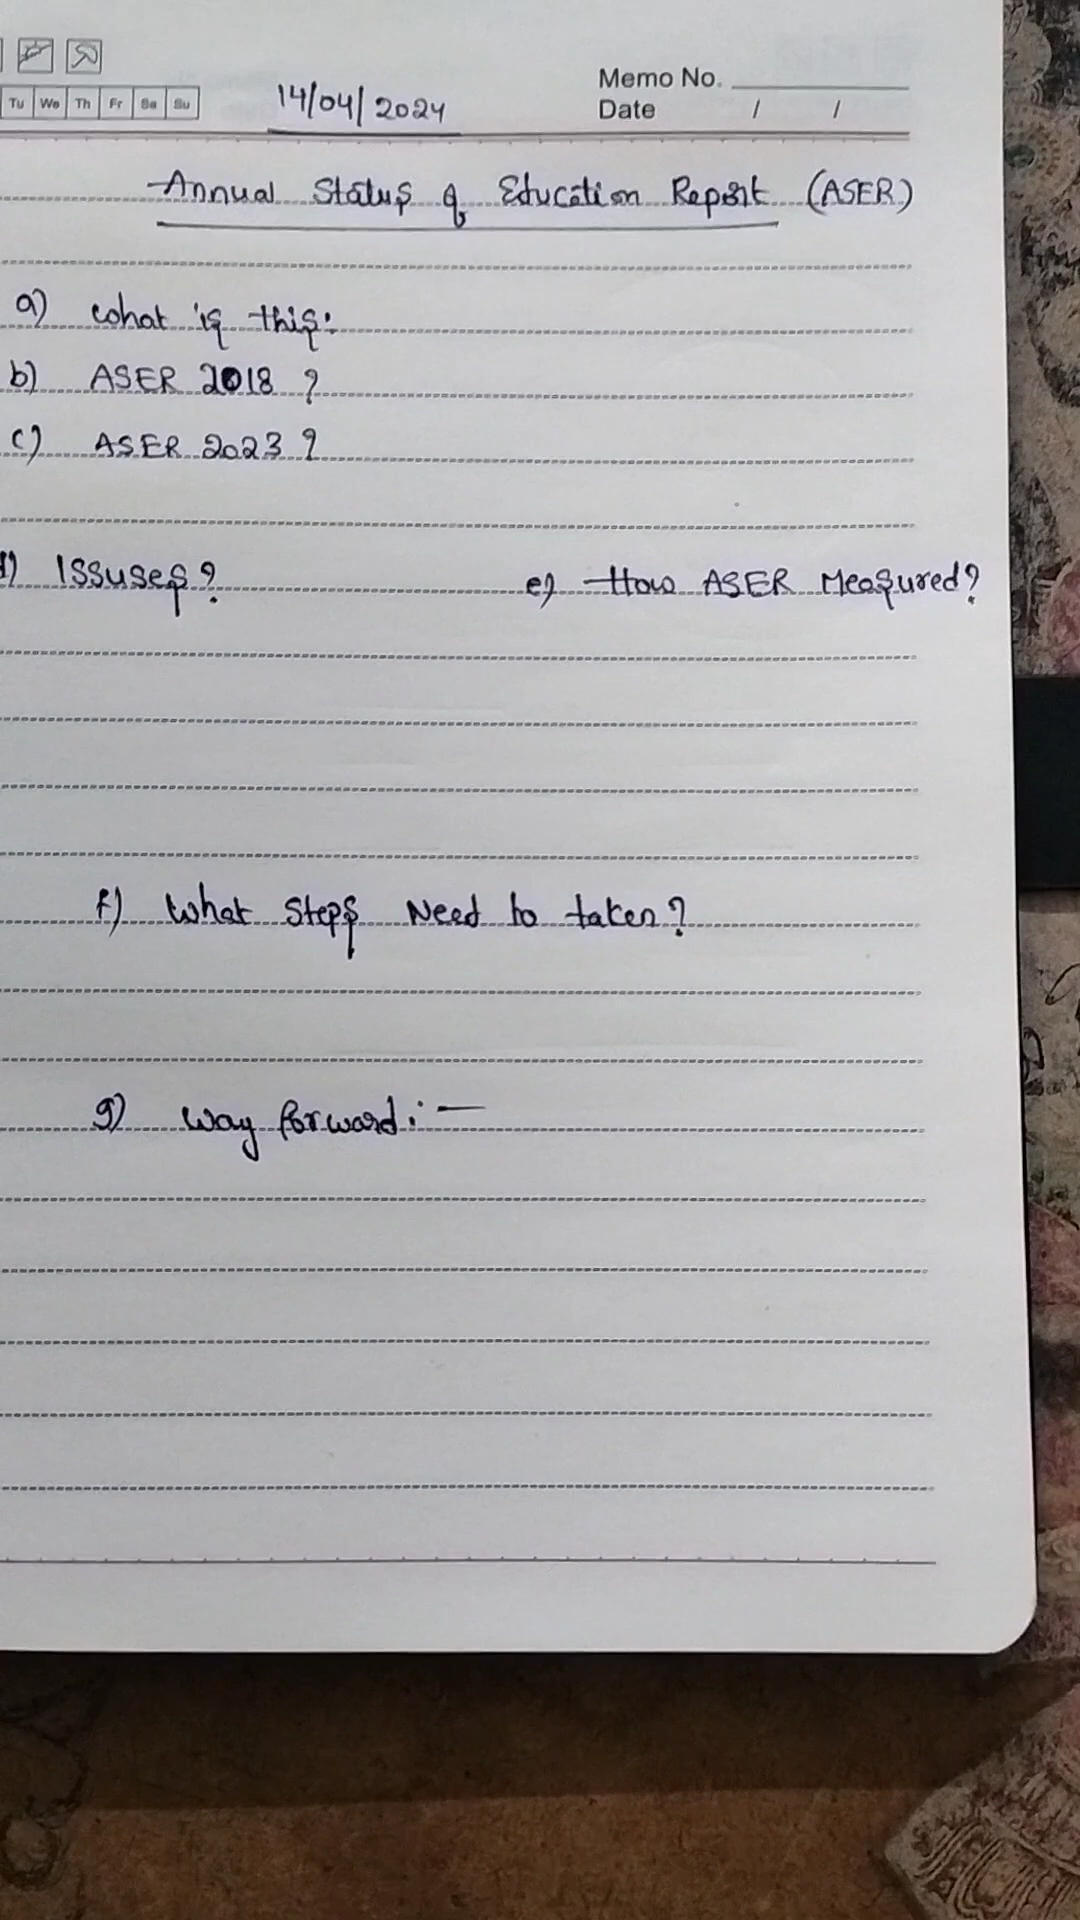 Tu We Th Fr Sa Su
14/04/2024
Memo No.
Date / /
Annual Status of Education Report (ASER)
a) what is this:
b) ASER 2018 ?
c) ASER 2023 ?
d) Issuses?
e) How ASER Measured?
f) What Steps Need to taken?
g) Way forward :-